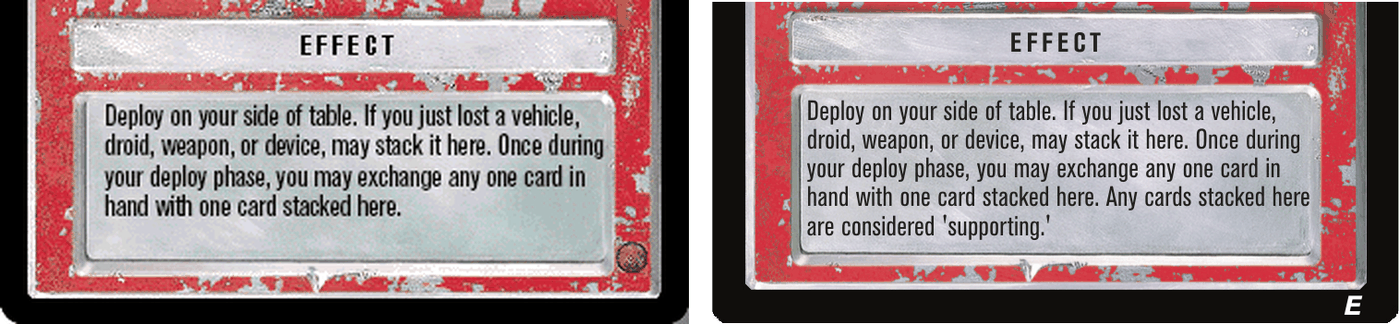 EFFECT
Deploy on your side of table. If you just lost a vehicle,
droid, weapon, or device, may stack it here. Once during
your deploy phase, you may exchange any one card in
hand with one card stacked here.
EFFECT
Deploy on your side of table. If you just lost a vehicle,
droid, weapon, or device, may stack it here. Once during
your deploy phase, you may exchange any one card in
hand with one card stacked here. Any cards stacked here
are considered 'supporting.'
E